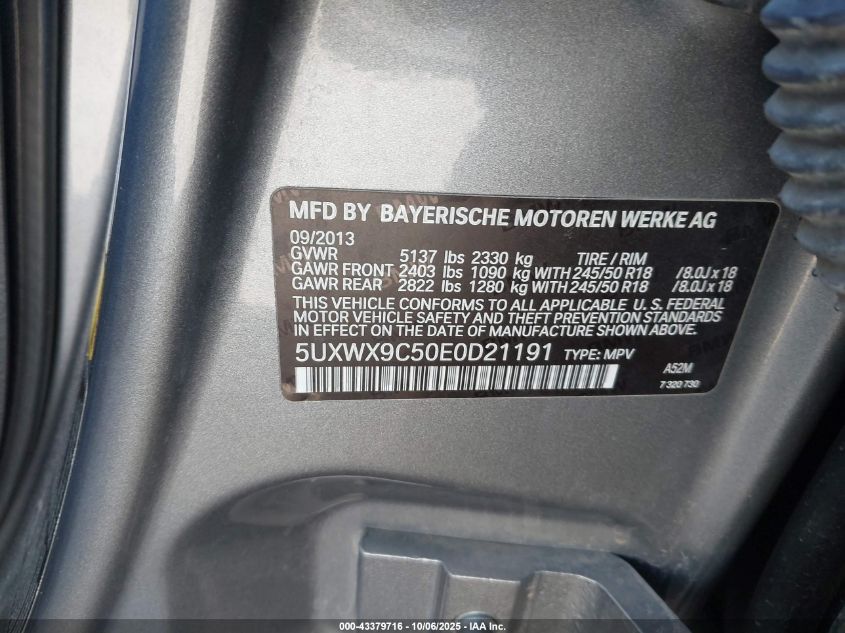 MFD BY BAYERISCHE MOTOREN WERKE AG
09/2013
GVWR 5137 lbs 2330 kg TIRE / RIM
GAWR FRONT 2403 lbs 1090 kg WITH 245/50 R18 /8.0J x 18
GAWR REAR 2822 lbs 1280 kg WITH 245/50 R18 /8.0J x 18
THIS VEHICLE CONFORMS TO ALL APPLICABLE U.S. FEDERAL
MOTOR VEHICLE SAFETY AND THEFT PREVENTION STANDARDS
IN EFFECT ON THE DATE OF MANUFACTURE SHOWN ABOVE.
5UXWX9C50E0D21191 TYPE: MPV
A52M
7 320 730
000-43379716 - 10/06/2025 - IAA Inc.